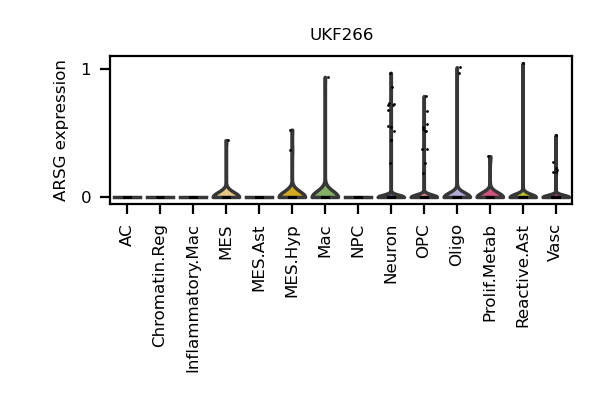 UKF266
ARSG expression
1
0
AC
Chromatin.Reg
Inflammatory.Mac
MES
MES.Ast
MES.Hyp
Mac
NPC
Neuron
OPC
Oligo
Prolif.Metab
Reactive.Ast
Vasc